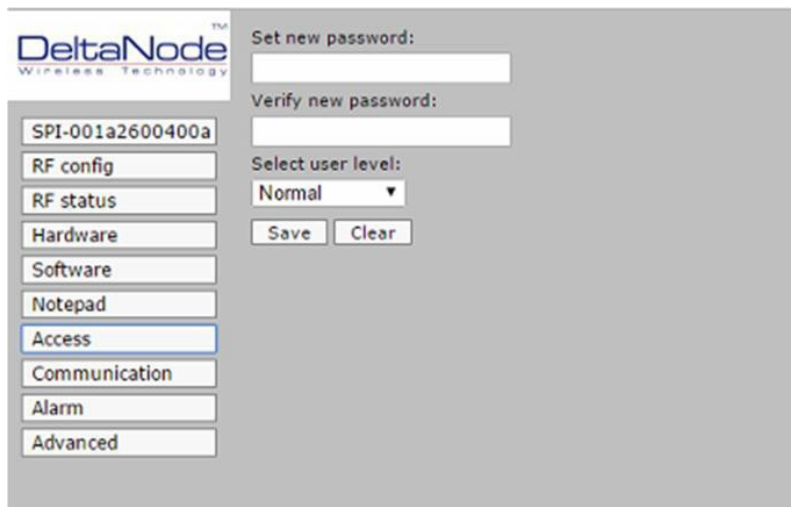 DeltaNode™
Wireless Technology
SPI-001a2600400a
RF config
RF status
Hardware
Software
Notepad
Access
Communication
Alarm
Advanced
Set new password:
Verify new password:
Select user level:
Normal
Save
Clear